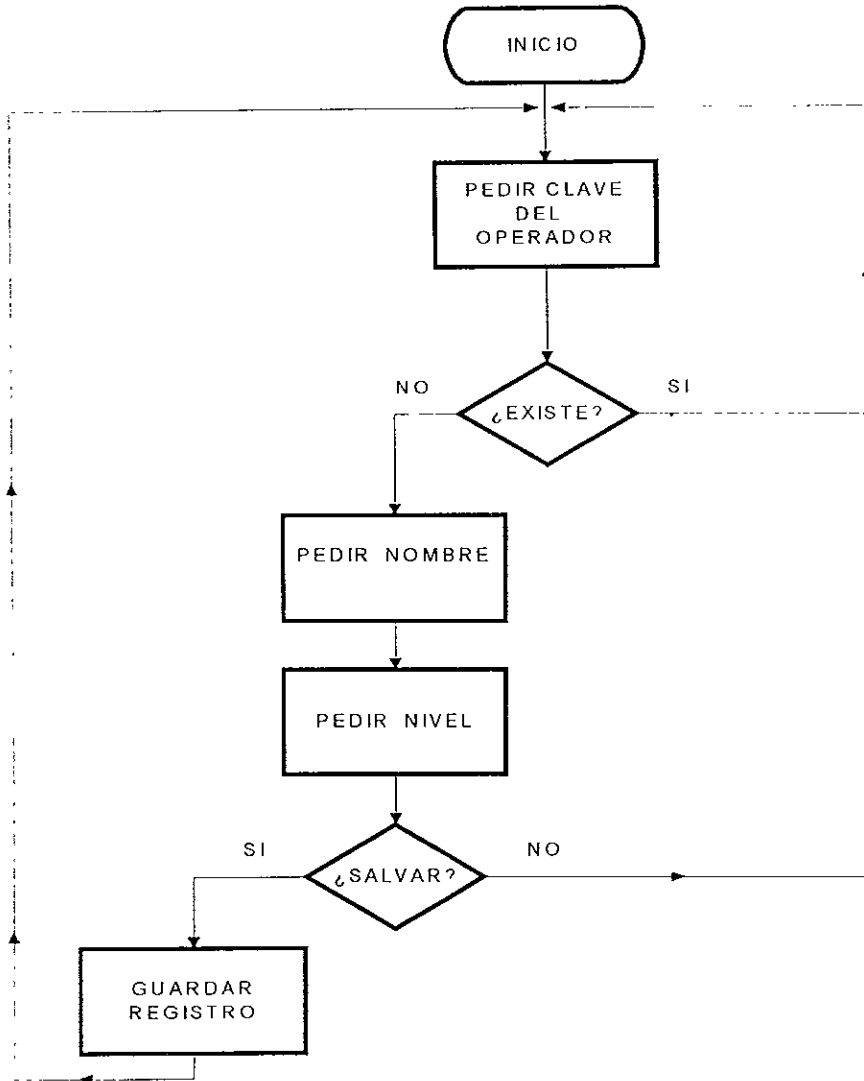 INICIO
PEDIR CLAVE
DEL
OPERADOR
NO
SI
¿EXISTE?
PEDIR NOMBRE
PEDIR NIVEL
SI
NO
¿SALVAR?
GUARDAR
REGISTRO